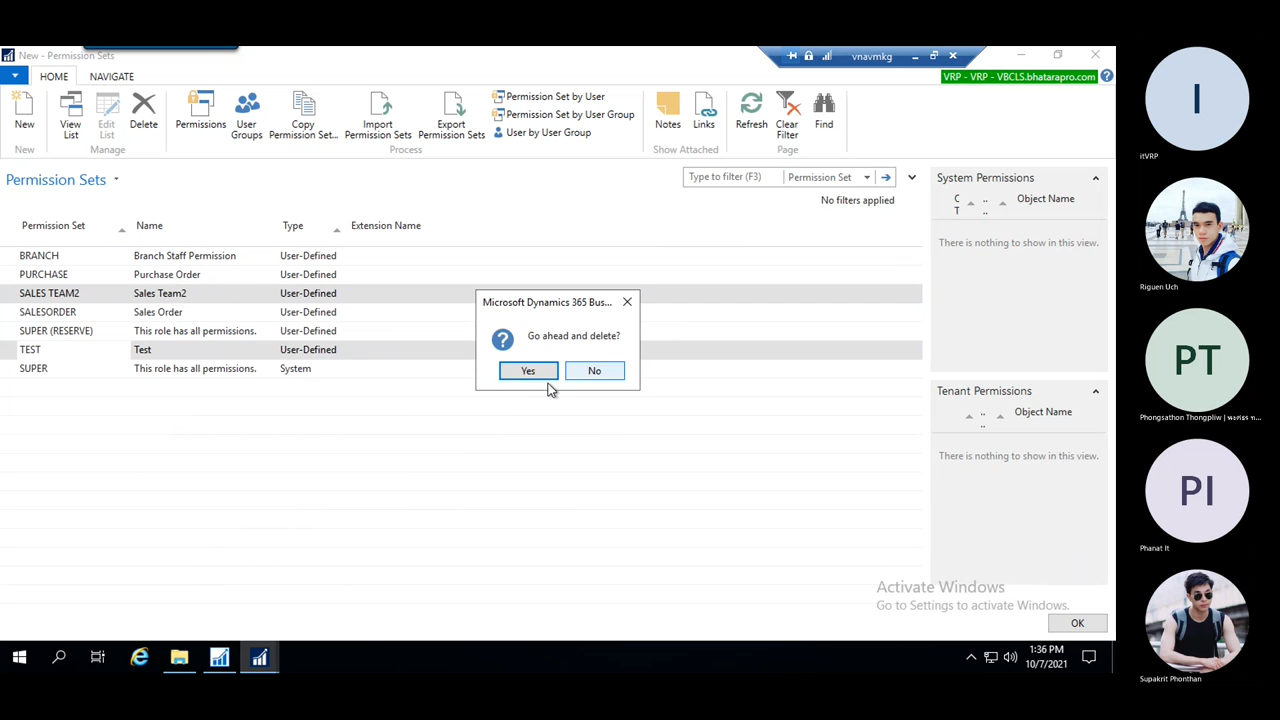 New - Permission Sets
vnavmkg
HOME
NAVIGATE
VRP - VRP - VBCLS.bhatarapro.com
New
View List
Edit List
Delete
Permissions
User Groups
Copy Permission Set...
Import Permission Sets
Export Permission Sets
Permission Set by User
Permission Set by User Group
User by User Group
Notes
Links
Refresh
Clear Filter
Find
New
Manage
Process
Show Attached
Page
Permission Sets
Type to filter (F3)
Permission Set
No filters applied
Permission Set Name Type Extension Name
BRANCH Branch Staff Permission User-Defined
PURCHASE Purchase Order User-Defined
SALES TEAM2 Sales Team2 User-Defined
SALESORDER Sales Order User-Defined
SUPER (RESERVE) This role has all permissions. User-Defined
TEST Test User-Defined
SUPER This role has all permissions. System
Microsoft Dynamics 365 Bus...
Go ahead and delete?
Yes
No
System Permissions
C
T
..
..
Object Name
There is nothing to show in this view.
Tenant Permissions
..
..
Object Name
There is nothing to show in this view.
Activate Windows
Go to Settings to activate Windows.
OK
1:36 PM
10/7/2021
I
itVRP
Riguen Uch
PT
Phongsathon Thongpliw |
PI
Phanat It
Supakrit Phonthan